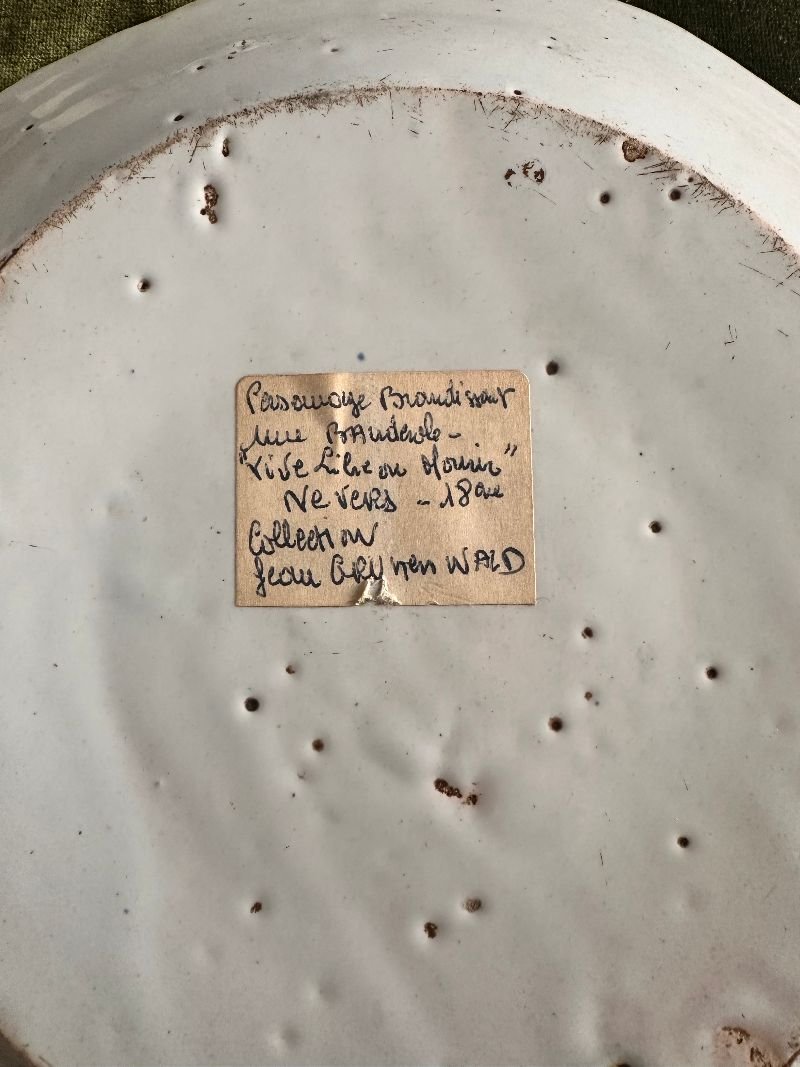 Personnage Brandissant
une BANderole -
"Vive Libre ou Mourir"
NeVERS - 18ème
Collection
Jean GRUNenWALD